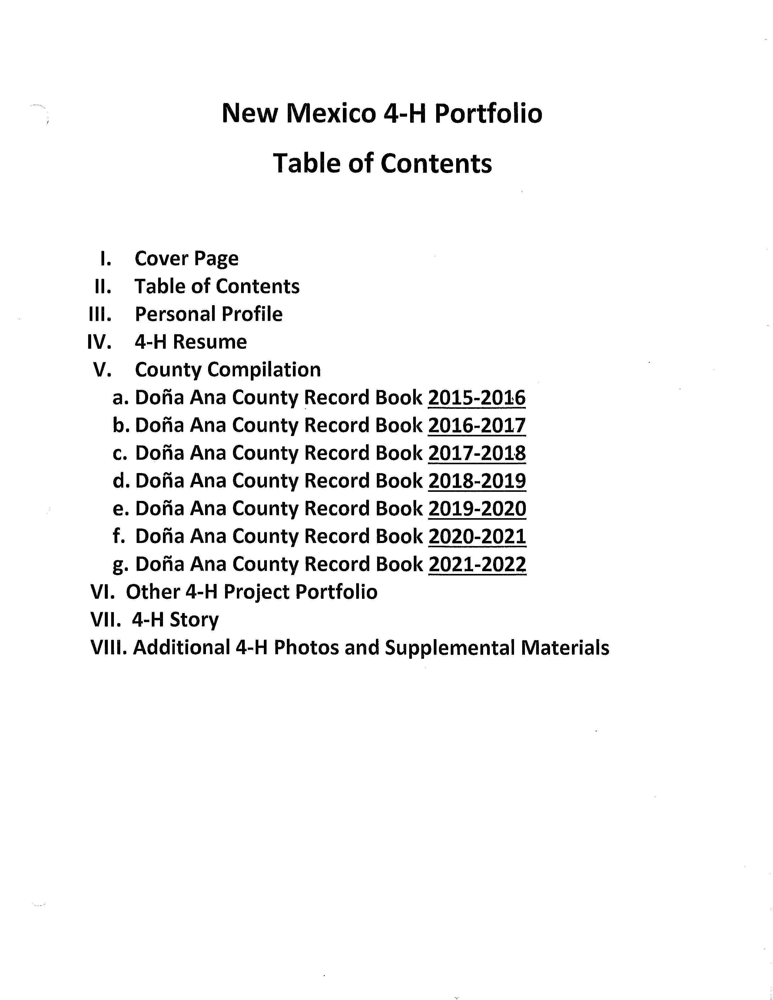 New Mexico 4-H Portfolio
Table of Contents
I. Cover Page
II. Table of Contents
III. Personal Profile
IV. 4-H Resume
V. County Compilation
a. Doña Ana County Record Book 2015-2016
b. Doña Ana County Record Book 2016-2017
c. Doña Ana County Record Book 2017-2018
d. Doña Ana County Record Book 2018-2019
e. Doña Ana County Record Book 2019-2020
f. Doña Ana County Record Book 2020-2021
g. Doña Ana County Record Book 2021-2022
VI. Other 4-H Project Portfolio
VII. 4-H Story
VIII. Additional 4-H Photos and Supplemental Materials